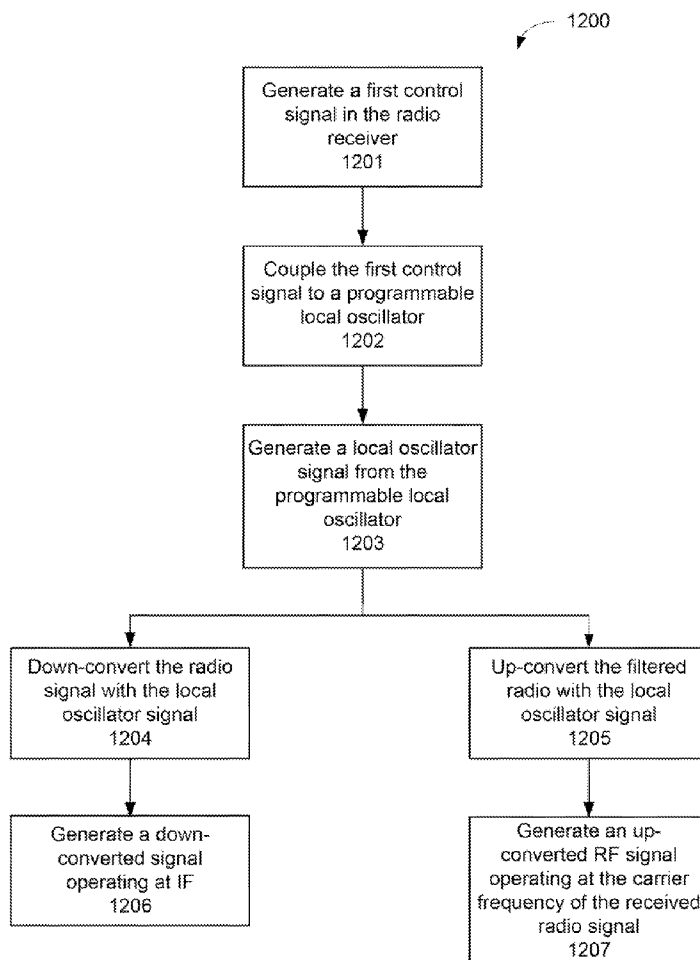 1200
Generate a first control
signal in the radio
receiver
1201
Couple the first control
signal to a programmable
local oscillator
1202
Generate a local oscillator
signal from the
programmable local
oscillator
1203
Down-convert the radio
signal with the local
oscillator signal
1204
Up-convert the filtered
radio with the local
oscillator signal
1205
Generate a down-
converted signal
operating at IF
1206
Generate an up-
converted RF signal
operating at the carrier
frequency of the received
radio signal
1207